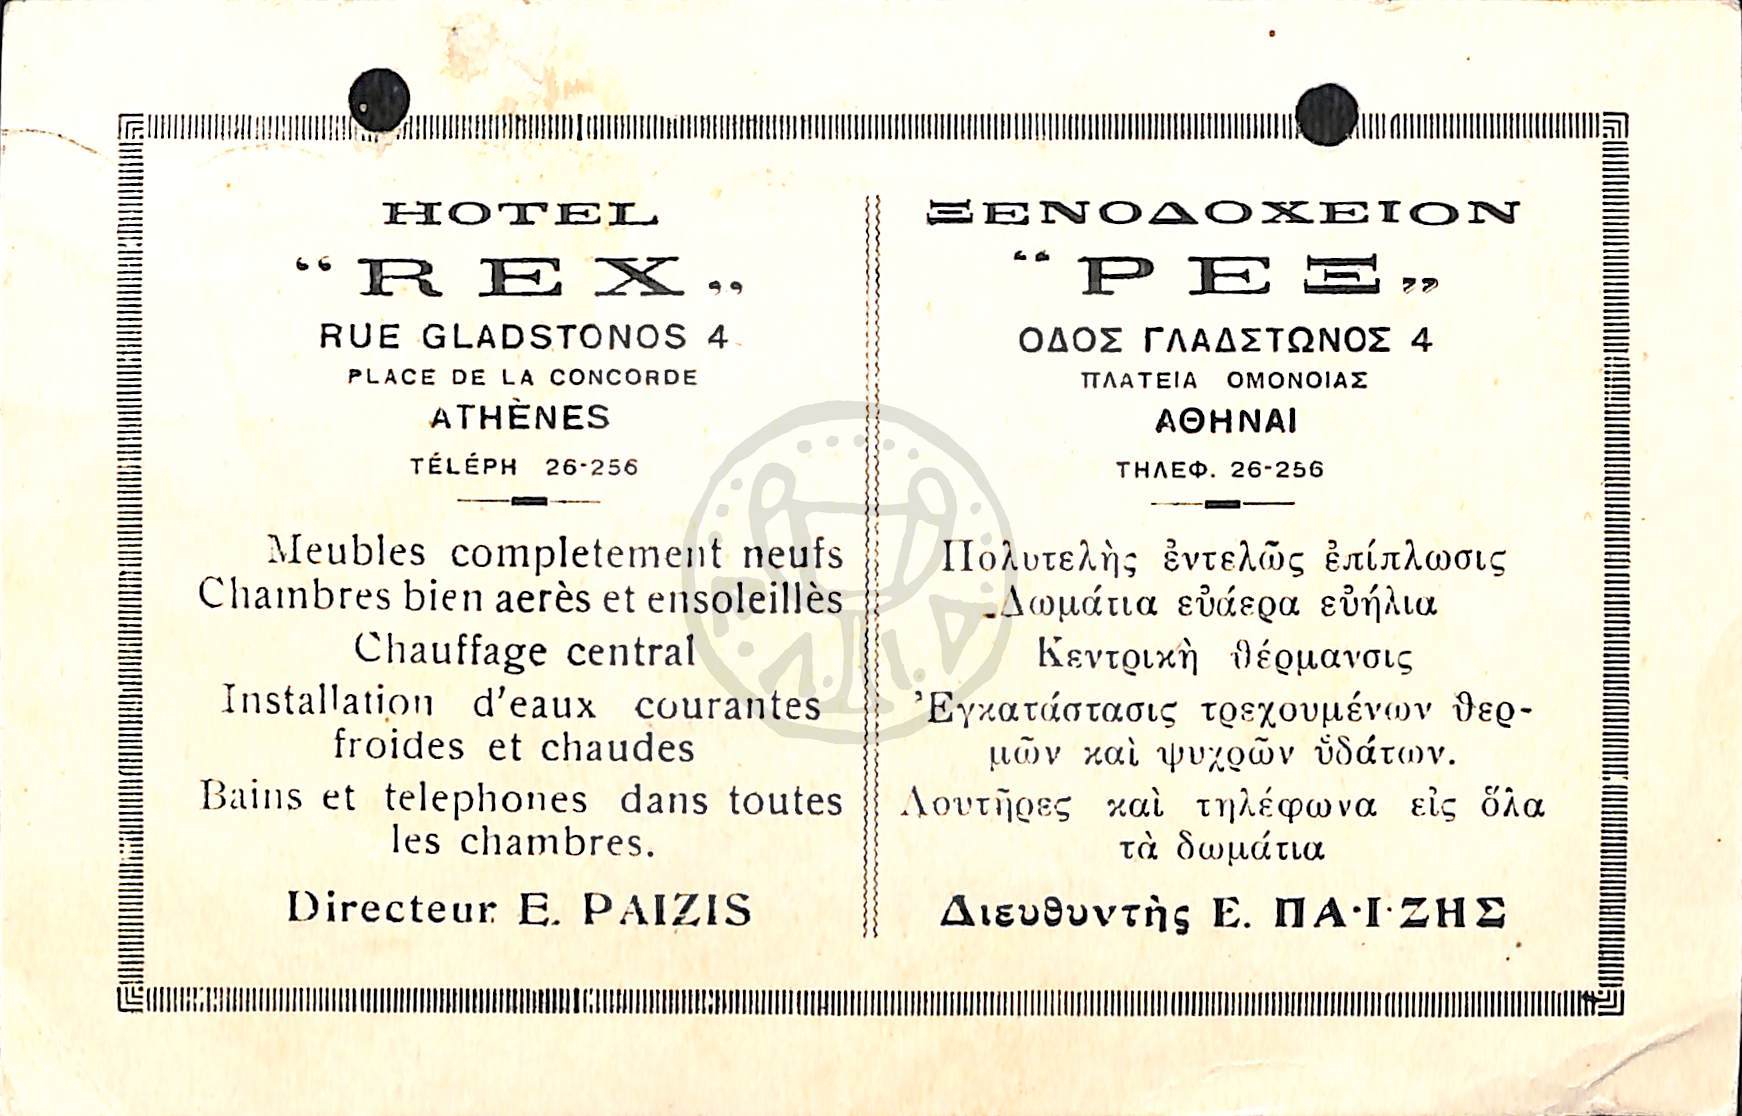 HOTEL
“REX„
RUE GLADSTONOS 4
PLACE DE LA CONCORDE
ATHÈNES
TÉLÉPH 26-256
Meubles completement neufs
Chambres bien aerès et ensoleillès
Chauffage central
Installation d'eaux courantes
froides et chaudes
Bains et telephones dans toutes
les chambres.
Directeur E. PAIZIS
ΞΕΝΟΔΟΧΕΙΟΝ
“ΡΕΞ„
ΟΔΟΣ ΓΛΑΔΣΤΩΝΟΣ 4
ΠΛΑΤΕΙΑ ΟΜΟΝΟΙΑΣ
ΑΘΗΝΑΙ
ΤΗΛΕΦ. 26-256
Πολυτελὴς ἐντελῶς ἐπίπλωσις
Δωμάτια εὐάερα εὐήλια
Κεντρικὴ θέρμανσις
Ἐγκατάστασις τρεχουμένων θερ-
μῶν καὶ ψυχρῶν ὑδάτων.
Λουτῆρες καὶ τηλέφωνα εἰς ὅλα
τὰ δωμάτια
Διευθυντὴς Ε. ΠΑ·Ι·ΖΗΣ